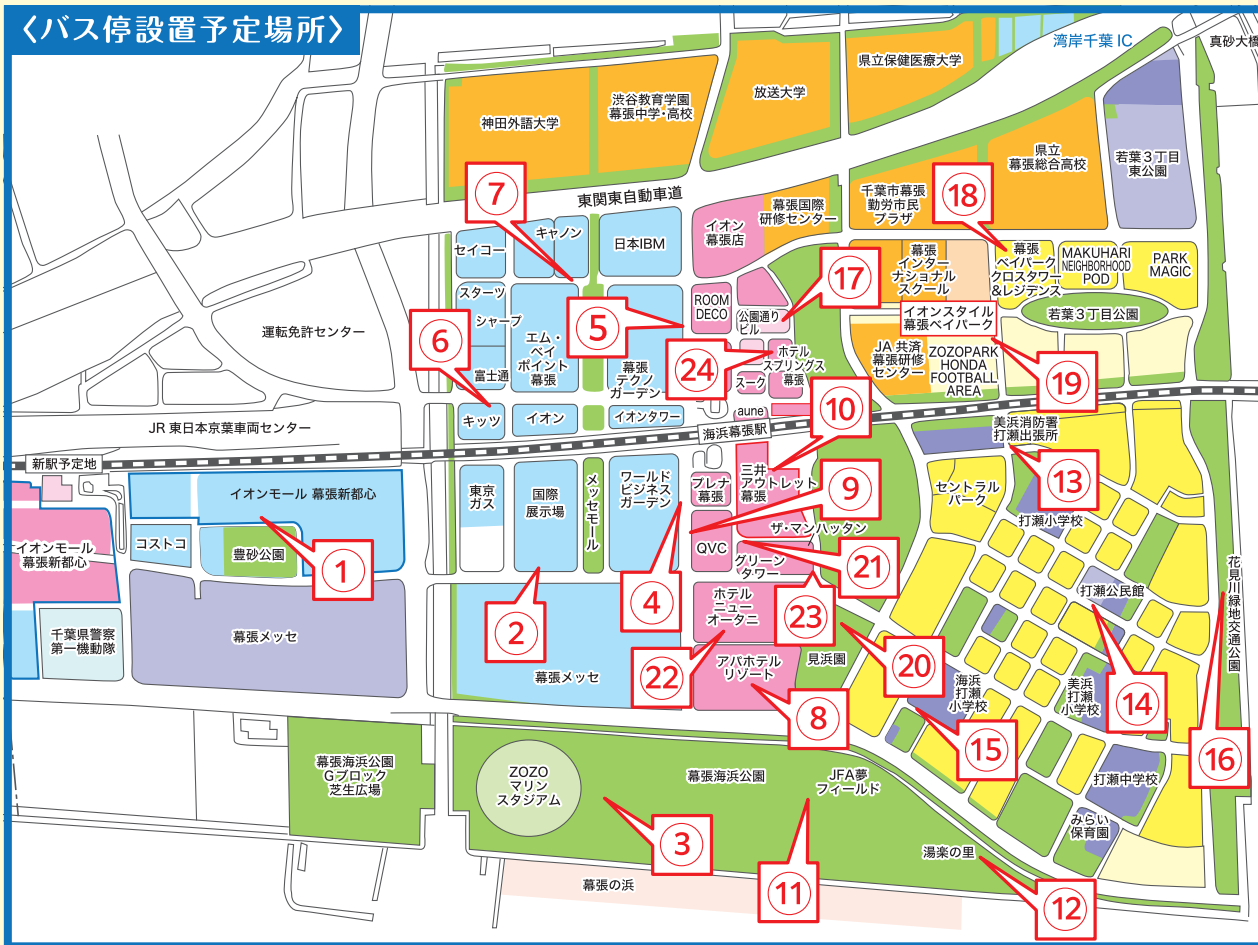 〈バス停設置予定場所〉
湾岸千葉 IC
真砂大橋
県立保健医療大学
放送大学
渋谷教育学園
幕張中学・高校
神田外語大学
県立
幕張総合高校
若葉3丁目
東公園
東関東自動車道
幕張国際
研修センター
千葉市幕張
勤労市民
プラザ
⑱
⑦
イオン
幕張店
キヤノン
日本IBM
セイコー
幕張
インター
ナショナル
スクール
幕張
ベイパーク
クロスタワー
&レジデンス
MAKUHARI
NEIGHBORHOOD
POD
PARK
MAGIC
⑰
スターツ
シャープ
富士通
ROOM
DECO
公園通り
ビル
イオンスタイル
幕張ベイパーク
若葉3丁目公園
運転免許センター
⑥
⑤
エム・
ベイ
ポイント
幕張
幕張
テクノ
ガーデン
㉔
ホテル
スプリングス
幕張
スーク
JA 共済
幕張研修
センター
ZOZOPARK
HONDA
FOOTBALL
AREA
⑲
キッツ
イオン
イオンタワー
aune
⑩
JR 東日本京葉車両センター
海浜幕張駅
美浜消防署
打瀬出張所
新駅予定地
イオンモール 幕張新都心
東京
ガス
国際
展示場
メッセモール
ワールド
ビジネス
ガーデン
プレナ
幕張
三井
アウトレット
幕張
⑨
セントラル
パーク
⑬
打瀬小学校
ザ・マンハッタン
コストコ
豊砂公園
イオンモール
幕張新都心
①
QVC
グリーン
タワー
㉑
④
②
㉓
ホテル
ニュー
オータニ
打瀬公民館
花見川緑地交通公園
千葉県警察
第一機動隊
幕張メッセ
幕張メッセ
㉒
アパホテル
リゾート
見浜園
⑳
海浜
打瀬
小学校
美浜
打瀬
小学校
⑭
⑧
⑮
⑯
幕張海浜公園
Gブロック
芝生広場
ZOZO
マリン
スタジアム
幕張海浜公園
JFA夢
フィールド
打瀬中学校
みらい
保育園
③
湯楽の里
幕張の浜
⑪
⑫